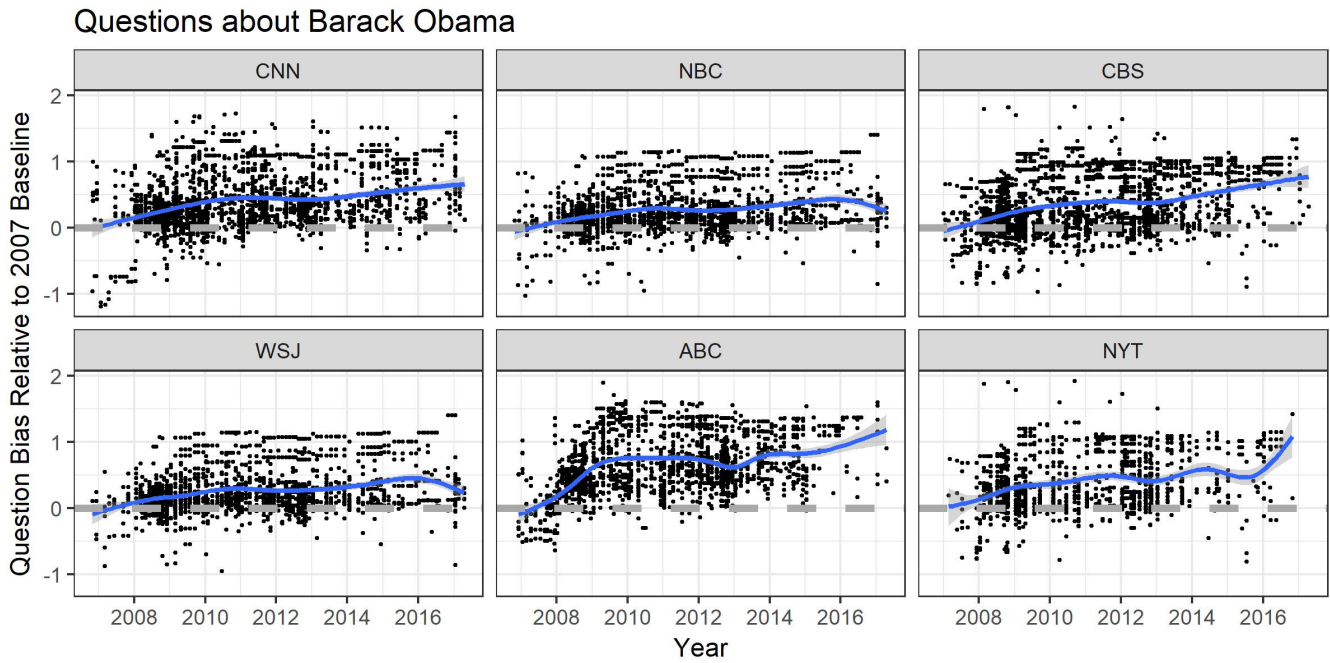 Questions about Barack Obama
CNN
NBC
CBS
2
1
0
-1
WSJ
ABC
NYT
2
1
0
-1
2008 2010 2012 2014 2016
2008 2010 2012 2014 2016
2008 2010 2012 2014 2016
Year
Question Bias Relative to 2007 Baseline